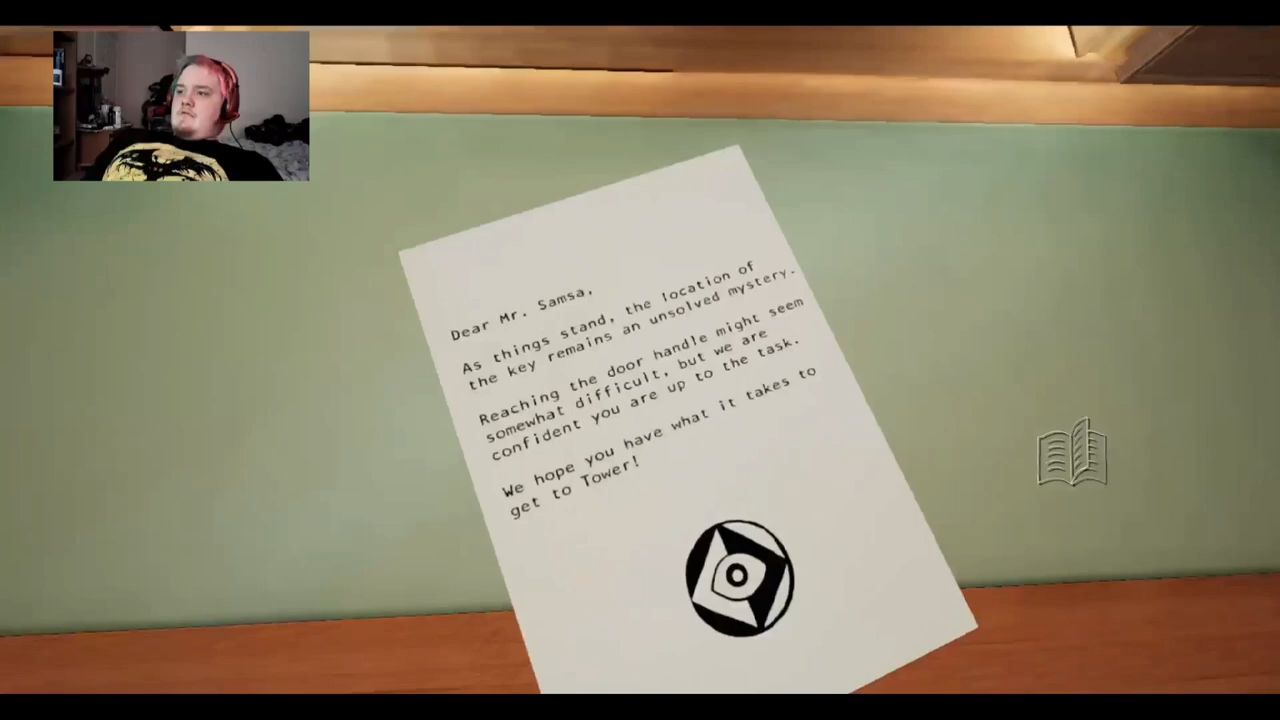 Dear Mr. Samsa,
As things stand, the location of
the key remains an unsolved mystery.
Reaching the door handle might seem
somewhat difficult, but we are
confident you are up to the task.
We hope you have what it takes to
get to Tower!